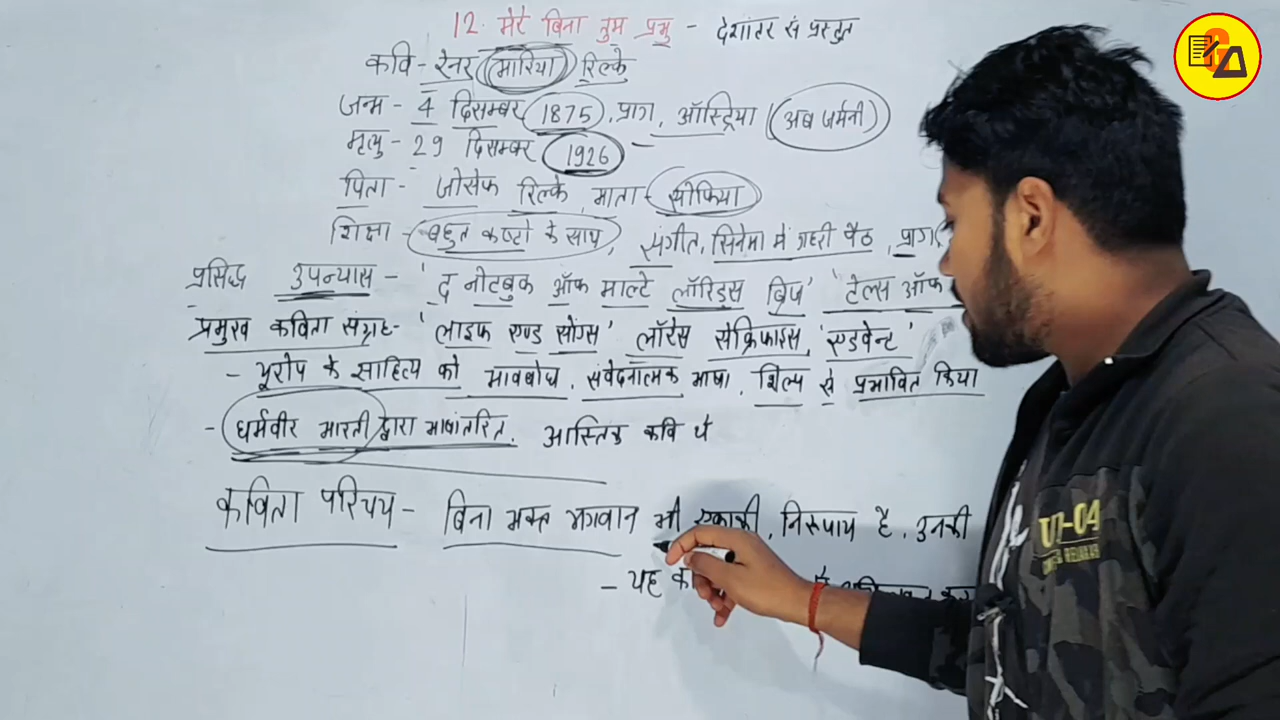 12. मेरे बिना तुम प्रभु - देशांतर से प्रस्तुत
कवि - रेनर मारिया रिल्के
जन्म - 4 दिसम्बर 1875, प्राग, ऑस्ट्रिया (अब जर्मनी)
मृत्यु - 29 दिसम्बर 1926
पिता - जोसेफ रिल्के, माता - सोफिया
शिक्षा - बहुत कष्टो के साथ, संगीत, सिनेमा में गहरी पैठ, प्राग
प्रसिद्ध उपन्यास - 'द नोटबुक ऑफ माल्टे लॉरिड्स ब्रिज' 'टेल्स ऑफ
प्रमुख कविता संग्रह - 'लाइफ एण्ड सोंग्स' लॉरेंस सेक्रिफाइस, 'एडवेन्ट'
- यूरोप के साहित्य को भावबोध, संवेदनात्मक भाषा, शिल्प से प्रभावित किया
- धर्मवीर भारती द्वारा भाषांतरित, आस्तिक कवि थे
कविता परिचय - बिना भक्त भगवान भी एकाकी, निरुपाय है, उनकी
- यह
U-04